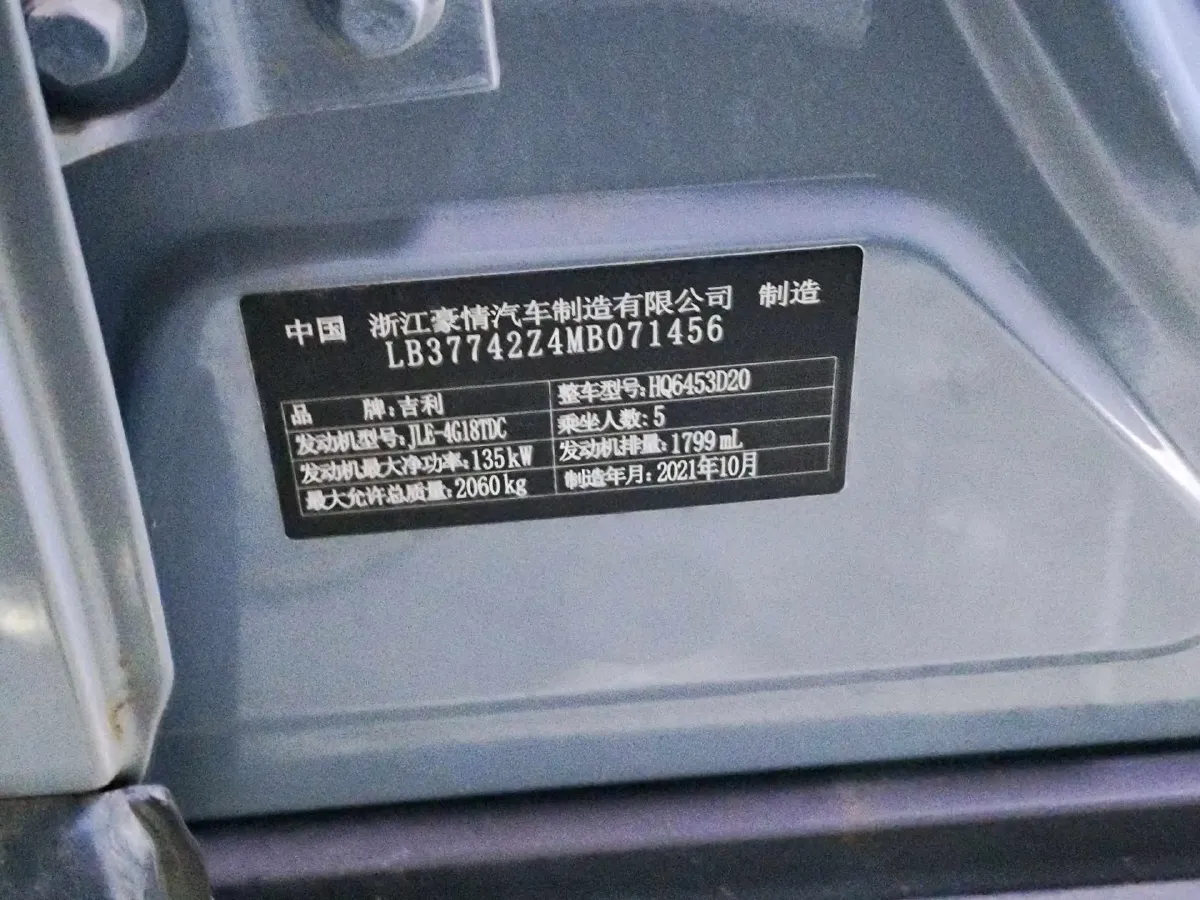 中国 浙江豪情汽车制造有限公司 制造
LB37742Z4MB071456
品 牌:吉利 整车型号:HQ6453D20
发动机型号:JLE-4G18TDC 乘坐人数:5
发动机最大净功率:135kW 发动机排量:1799mL
最大允许总质量:2060kg 制造年月:2021年10月